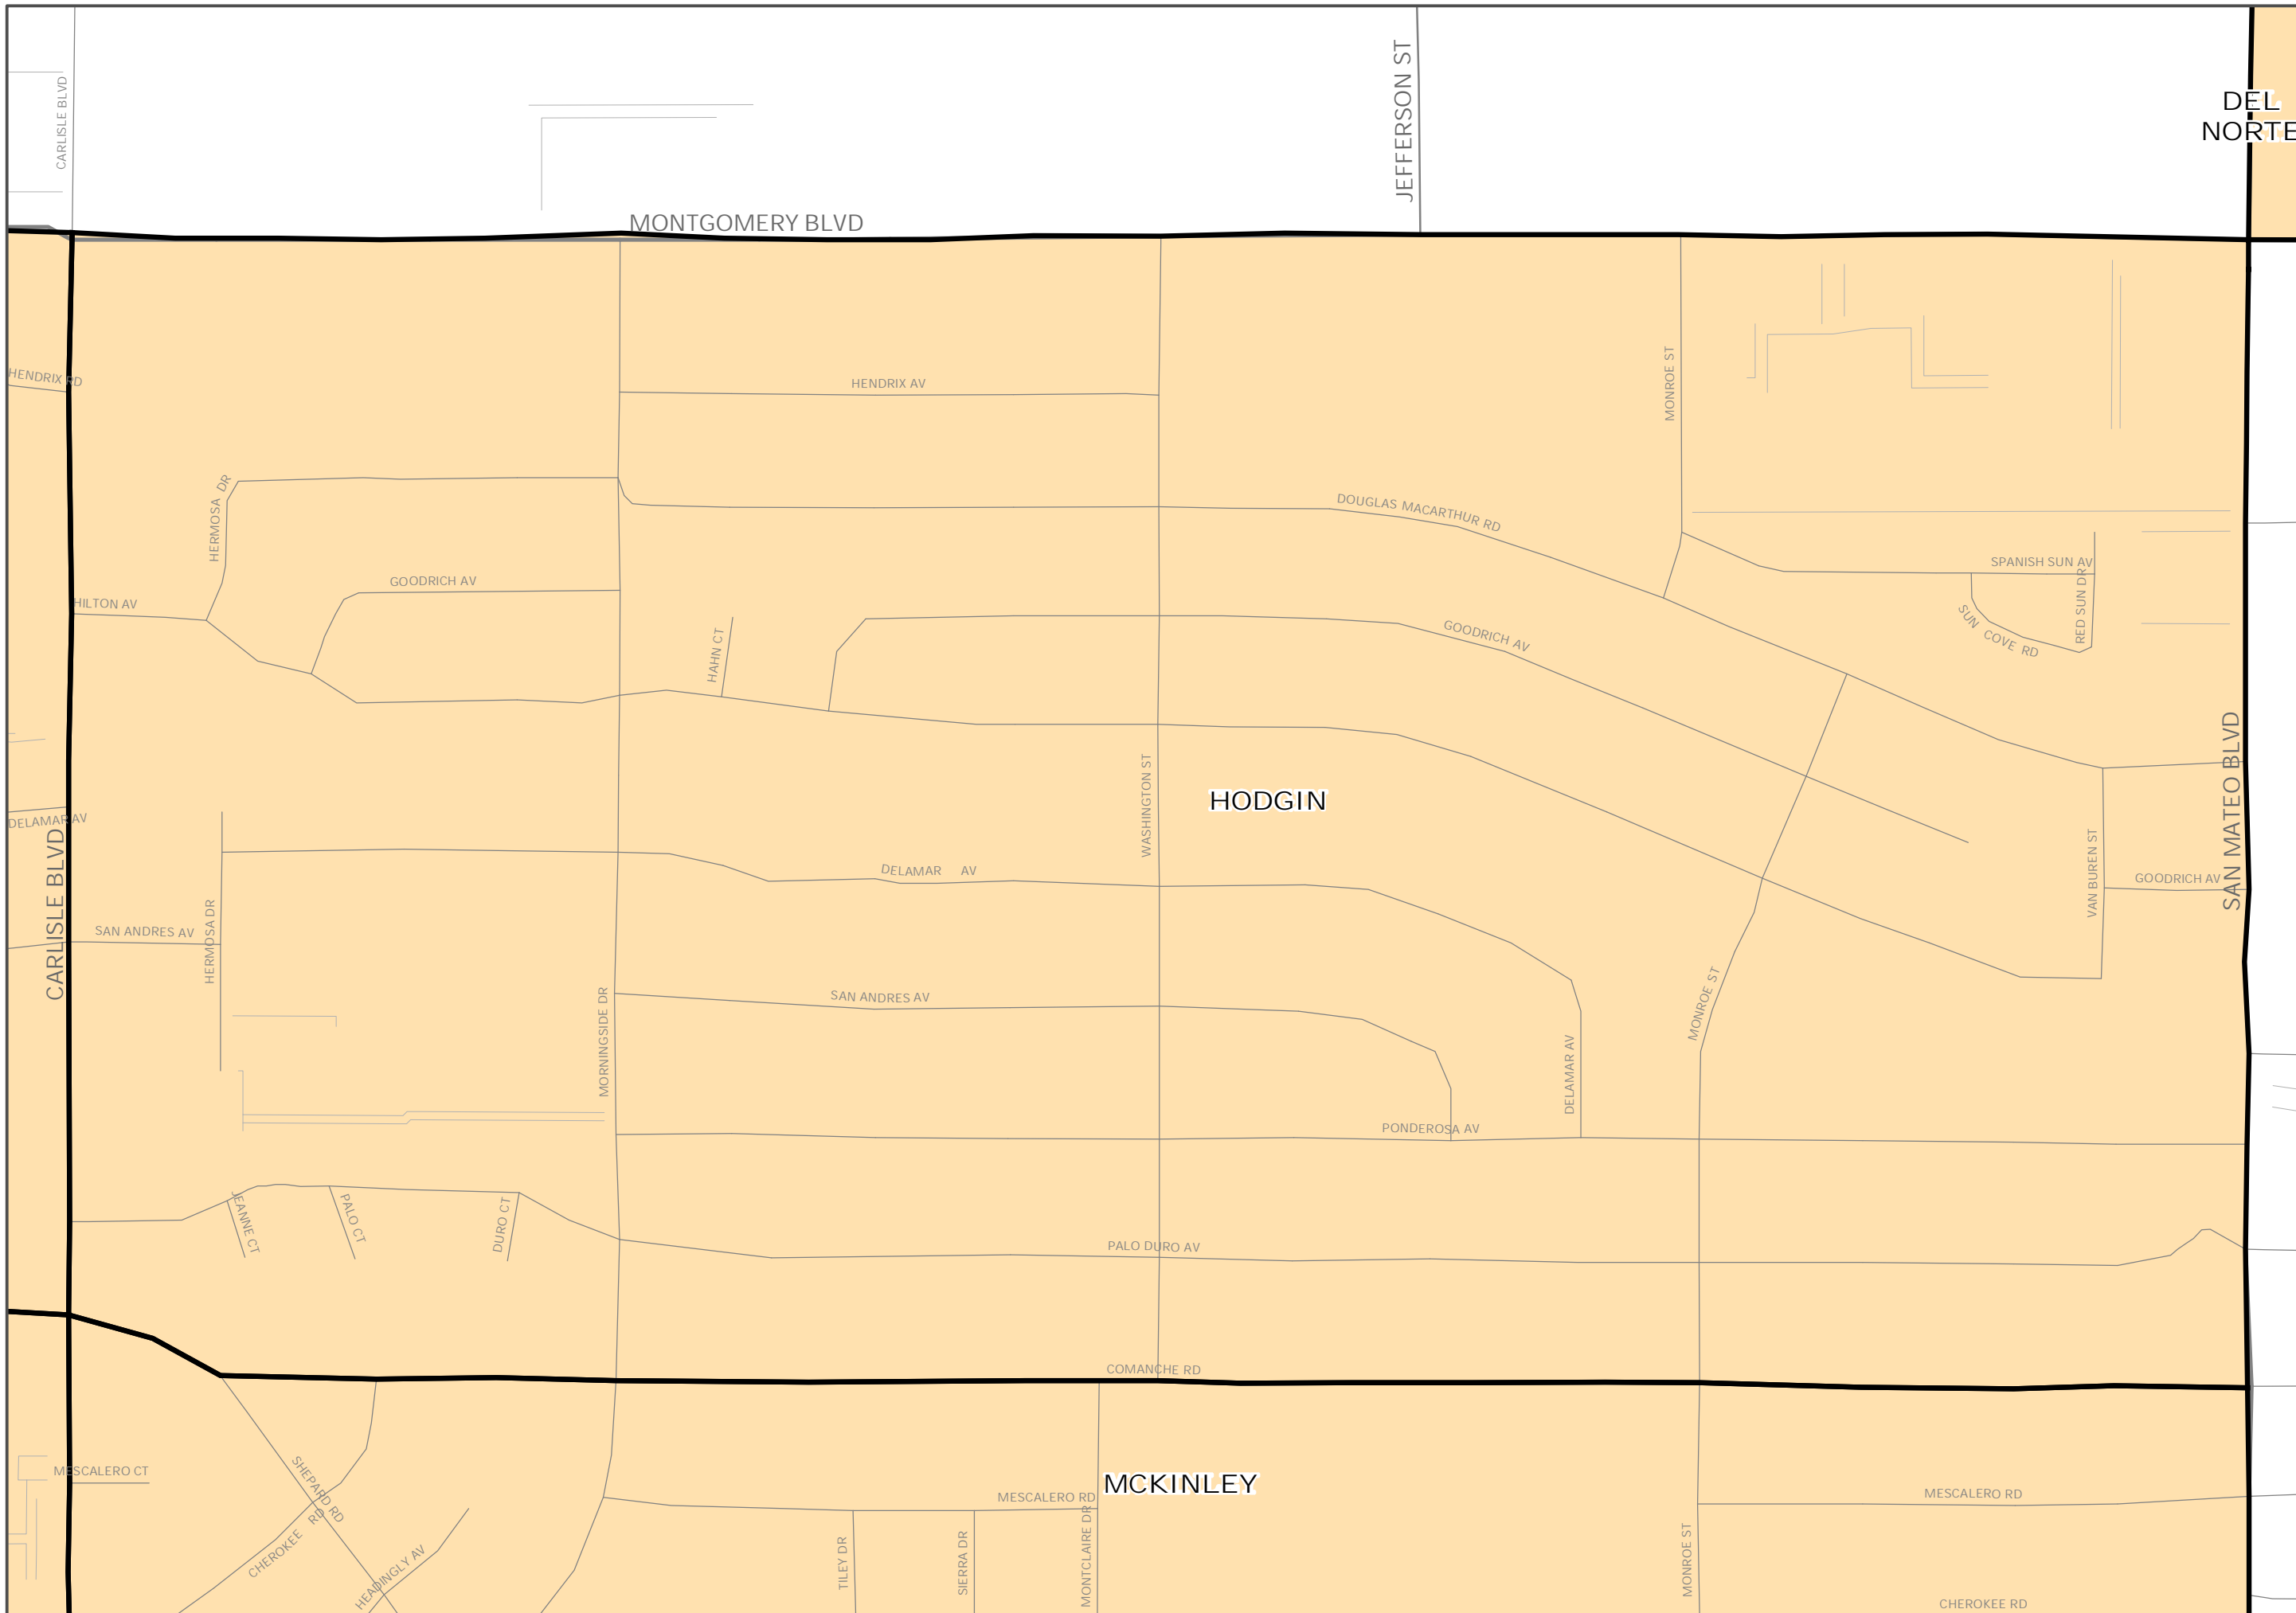 CARLISLE BLVD
JEFFERSON ST
DEL
NORTE
MONTGOMERY BLVD
HENDRIX RD
HENDRIX AV
MONROE ST
HERMOSA DR
DOUGLAS MACARTHUR RD
SPANISH SUN AV
GOODRICH AV
HILTON AV
HAHN CT
GOODRICH AV
SUN COVE RD
RED SUN DR
SAN MATEO BLVD
WASHINGTON ST
HODGIN
DELAMAR AV
CARLISLE BLVD
DELAMAR AV
VAN BUREN ST
GOODRICH AV
SAN ANDRES AV
HERMOSA DR
SAN ANDRES AV
MORNINGSIDE DR
MONROE ST
DELAMAR AV
PONDEROSA AV
JEANNE CT
PALO CT
DURO CT
PALO DURO AV
COMANCHE RD
MESCALERO CT
SHEPARD RD
MCKINLEY
MESCALERO RD
MESCALERO RD
CHEROKEE RD
HEADINGLY AV
TILEY DR
SIERRA DR
MONTCLAIRE DR
MONROE ST
CHEROKEE RD